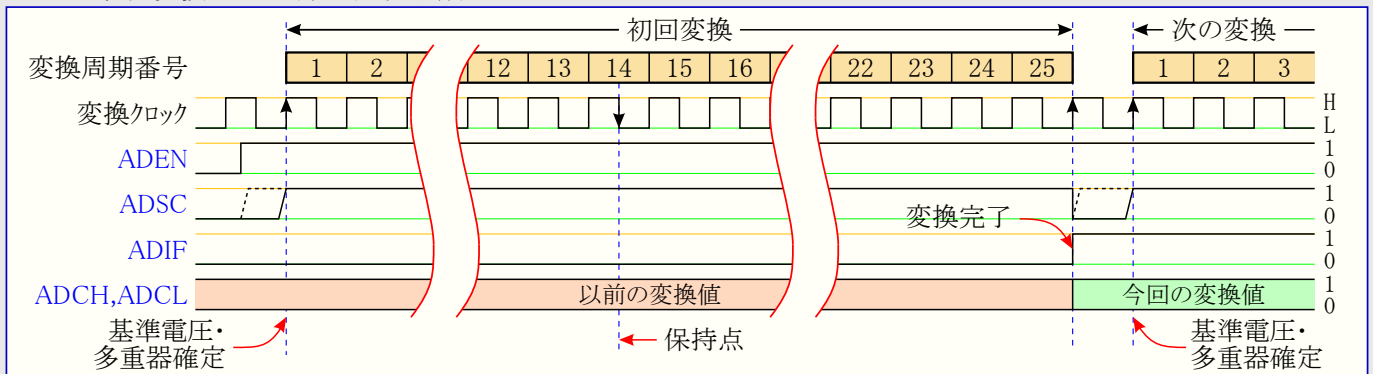 初回変換
次の変換
変換周期番号 1 2 12 13 14 15 16 22 23 24 25 1 2 3
変換ｸﾛｯｸ H L
ADEN 1 0
ADSC 1 0
変換完了
ADIF 1 0
ADCH,ADCL 以前の変換値 今回の変換値 1 0
基準電圧・
多重器確定
保持点
基準電圧・
多重器確定